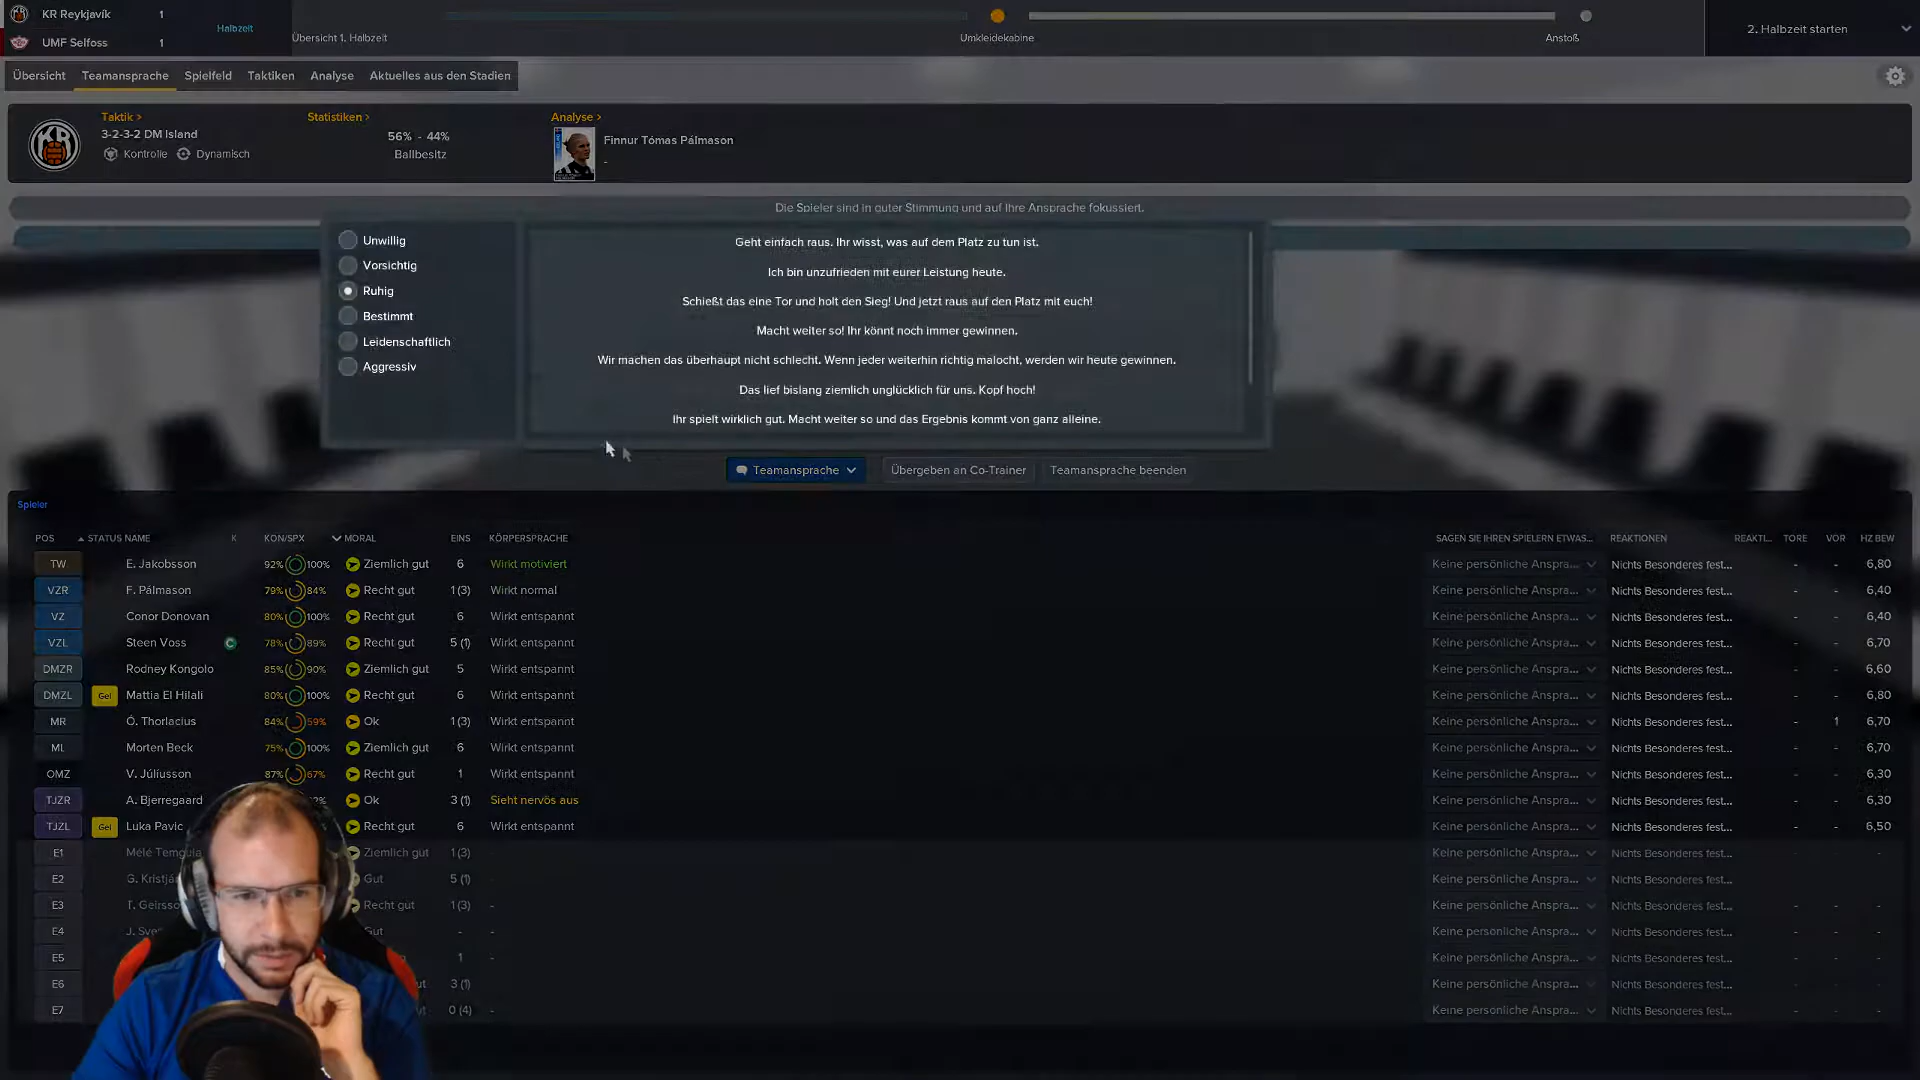 KR Reykjavík 1
UMF Selfoss 1
Halbzeit
Übersicht 1. Halbzeit
Umkleidekabine
Anstoß
2. Halbzeit starten
Übersicht Teamansprache Spielfeld Taktiken Analyse Aktuelles aus den Stadien
Taktik >
3-2-3-2 DM Island
Kontrolle Dynamisch
Statistiken >
56% - 44%
Ballbesitz
Analyse >
Finnur Tómas Pálmason
-
Die Spieler sind in guter Stimmung und auf Ihre Ansprache fokussiert.
Unwillig
Vorsichtig
Ruhig
Bestimmt
Leidenschaftlich
Aggressiv
Geht einfach raus. Ihr wisst, was auf dem Platz zu tun ist.
Ich bin unzufrieden mit eurer Leistung heute.
Schießt das eine Tor und holt den Sieg! Und jetzt raus auf den Platz mit euch!
Macht weiter so! Ihr könnt noch immer gewinnen.
Wir machen das überhaupt nicht schlecht. Wenn jeder weiterhin richtig malocht, werden wir heute gewinnen.
Das lief bislang ziemlich unglücklich für uns. Kopf hoch!
Ihr spielt wirklich gut. Macht weiter so und das Ergebnis kommt von ganz alleine.
Teamansprache Übergeben an Co-Trainer Teamansprache beenden
Spieler
POS STATUS NAME K KON/SPX MORAL EINS KÖRPERSPRACHE SAGEN SIE IHREN SPIELERN ETWAS... REAKTIONEN REAKTI... TORE VOR HZ BEW
TW E. Jakobsson 92% 100% Ziemlich gut 6 Wirkt motiviert Keine persönliche Anspra... Nichts Besonderes fest... - - 6,80
VZR F. Pálmason 79% 84% Recht gut 1 (3) Wirkt normal Keine persönliche Anspra... Nichts Besonderes fest... - - 6,40
VZ Conor Donovan 80% 100% Recht gut 6 Wirkt entspannt Keine persönliche Anspra... Nichts Besonderes fest... - - 6,40
VZL Steen Voss C 78% 89% Recht gut 5 (1) Wirkt entspannt Keine persönliche Anspra... Nichts Besonderes fest... - - 6,70
DMZR Rodney Kongolo 85% 90% Ziemlich gut 5 Wirkt entspannt Keine persönliche Anspra... Nichts Besonderes fest... - - 6,60
DMZL Gel Mattia El Hilali 80% 100% Recht gut 6 Wirkt entspannt Keine persönliche Anspra... Nichts Besonderes fest... - - 6,80
MR Ó. Thorlacius 84% 59% Ok 1 (3) Wirkt entspannt Keine persönliche Anspra... Nichts Besonderes fest... - 1 6,70
ML Morten Beck 75% 100% Ziemlich gut 6 Wirkt entspannt Keine persönliche Anspra... Nichts Besonderes fest... - - 6,70
OMZ V. Júlíusson 87% 67% Recht gut 1 Wirkt entspannt Keine persönliche Anspra... Nichts Besonderes fest... - - 6,30
TJZR A. Bjerregaard Ok 3 (1) Sieht nervös aus Keine persönliche Anspra... Nichts Besonderes fest... - - 6,30
TJZL Gel Luka Pavic Recht gut 6 Wirkt entspannt Keine persönliche Anspra... Nichts Besonderes fest... - - 6,50
E1 Mélé Temguia Ziemlich gut 1 (3) - Keine persönliche Anspra... Nichts Besonderes fest... - - -
E2 G. Kristjá Gut 5 (1) - Keine persönliche Anspra... Nichts Besonderes fest... - - -
E3 T. Geirsso Recht gut 1 (3) - Keine persönliche Anspra... Nichts Besonderes fest... - - -
E4 J. Sve Gut - - Keine persönliche Anspra... Nichts Besonderes fest... - - -
E5 1 - Keine persönliche Anspra... Nichts Besonderes fest... - - -
E6 ut 3 (1) - Keine persönliche Anspra... Nichts Besonderes fest... - - -
E7 0 (4) - Keine persönliche Anspra... Nichts Besonderes fest... - - -